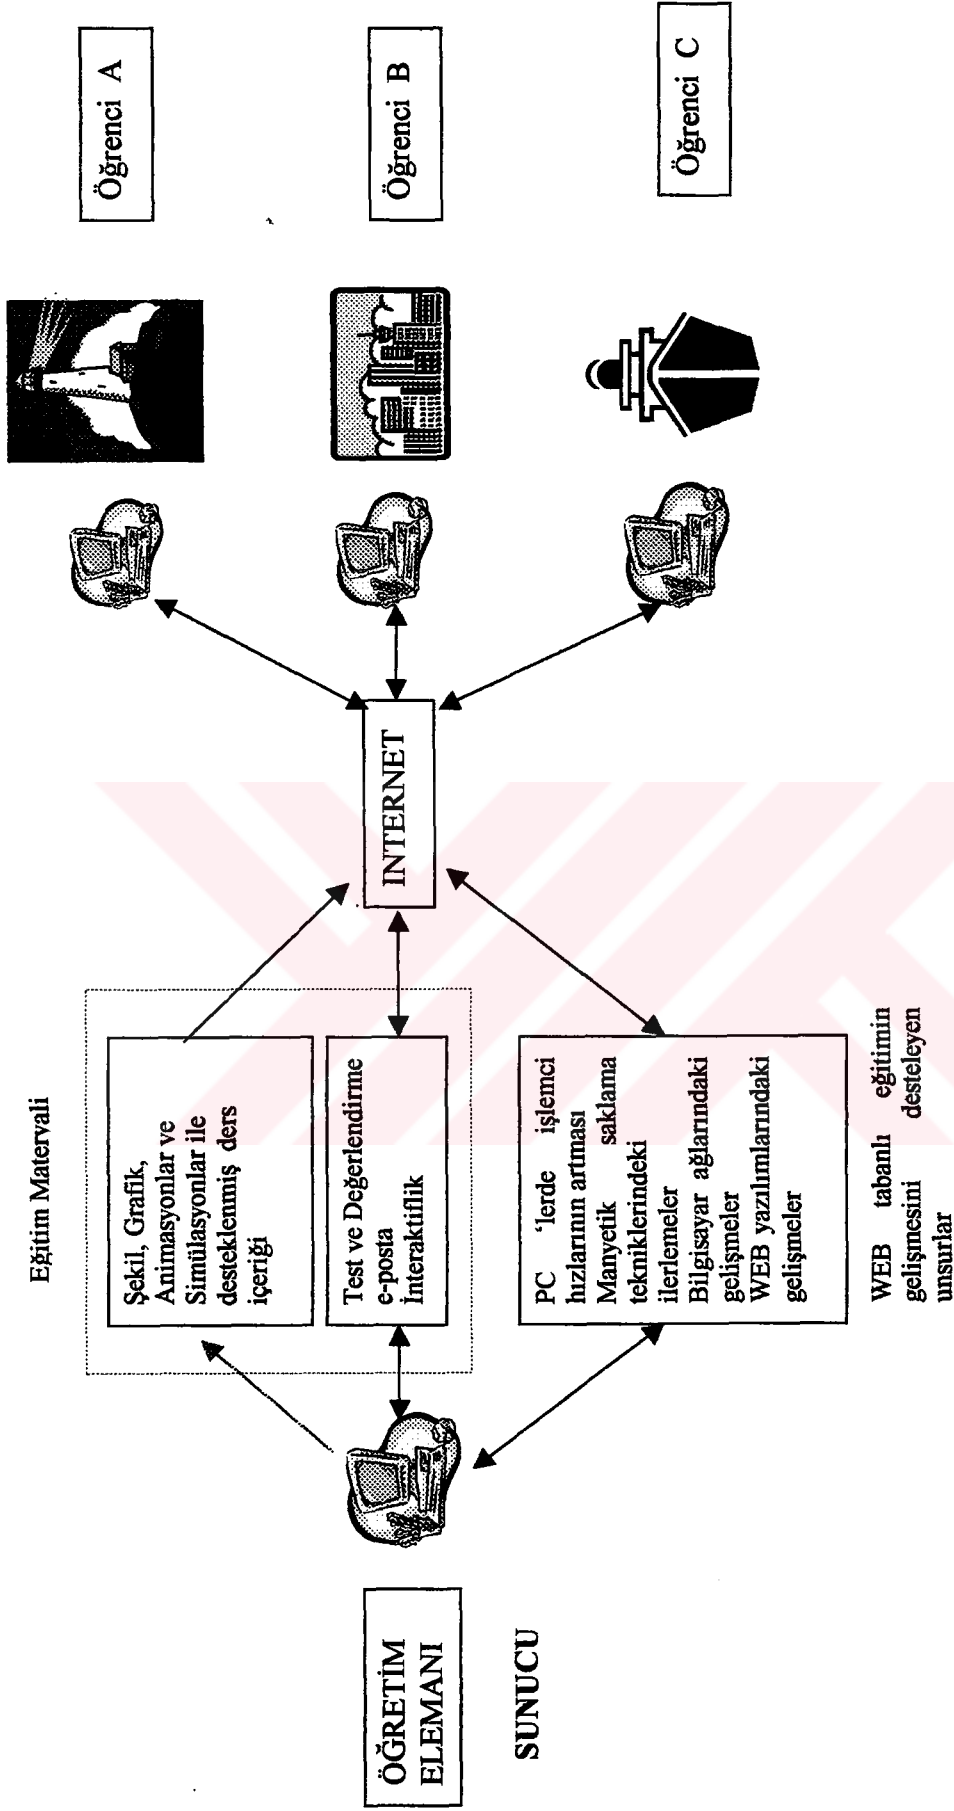 Eğitim Matervali
Şekil, Grafik,
Animasyonlar ve
Simülasyonlar ile
desteklenmiş ders
içeriği
Test ve Değerlendirme
e-posta
İnteraktiflik
ÖĞRETİM
ELEMANI
SUNUCU
PC 'lerde işlemci
hızlarının artması
Manyetik saklama
tekniklerindeki
ilerlemeler
Bilgisayar ağlarındaki
gelişmeler
WEB yazılımlarındaki
gelişmeler
WEB tabanlı eğitimin
gelişmesini desteleyen
unsurlar
INTERNET
Öğrenci A
Öğrenci B
Öğrenci C